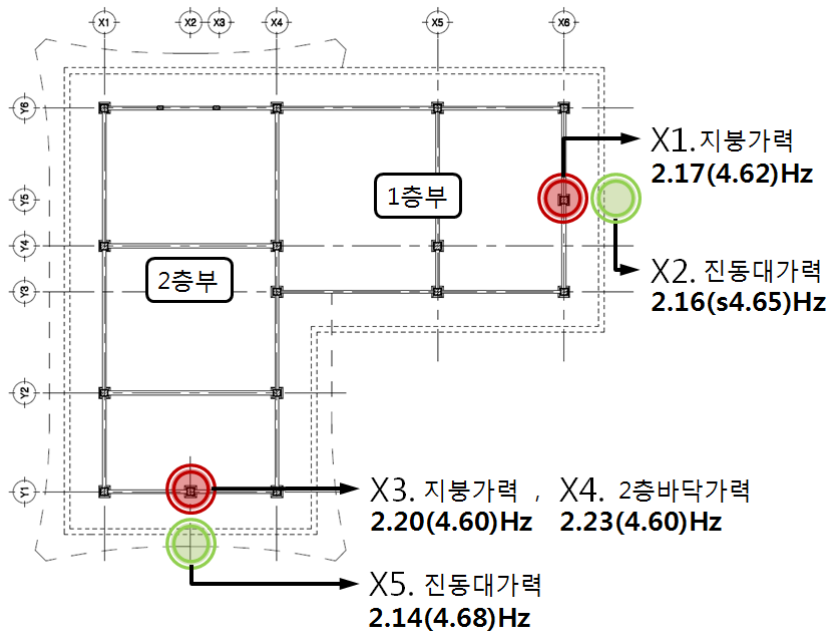 X1 X2 X3 X4 X5 X6
Y6
X1. 지붕가력
2.17(4.62)Hz
Y5
1층부
Y4
X2. 진동대가력
2.16(s4.65)Hz
2층부
Y3
Y2
Y1
X3. 지붕가력 , X4. 2층바닥가력
2.20(4.60)Hz 2.23(4.60)Hz
X5. 진동대가력
2.14(4.68)Hz